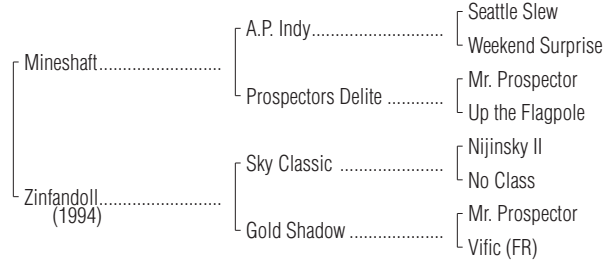 Seattle Slew
A.P. Indy......................................
Weekend Surprise
Mineshaft....................................
Mr. Prospector
Prospectors Delite .................
Up the Flagpole
Nijinsky II
Sky Classic ...............................
No Class
Zinfandoll....................................
(1994)
Mr. Prospector
Gold Shadow ............................
Vific (FR)